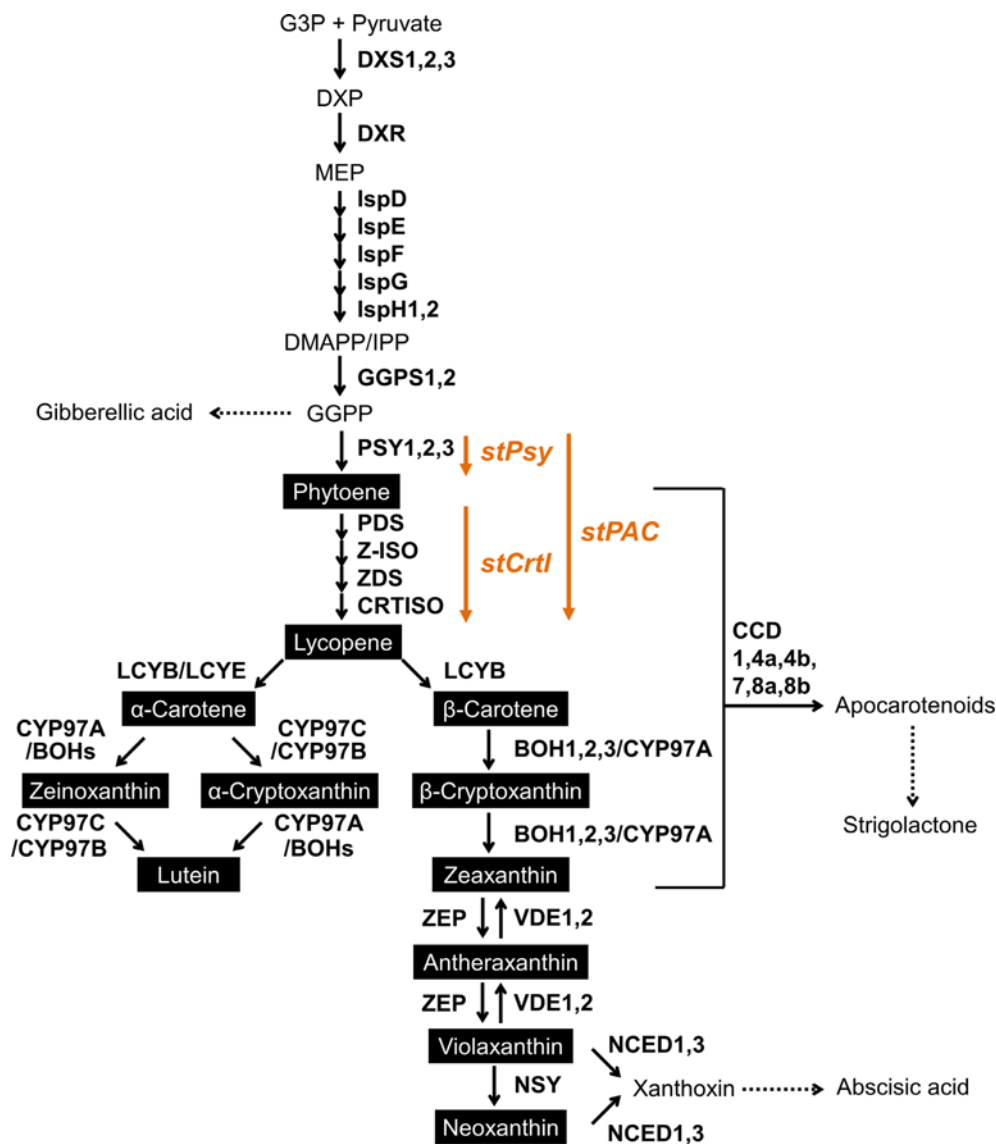 G3P + Pyruvate
DXS1,2,3
DXP
DXR
MEP
IspD
IspE
IspF
IspG
IspH1,2
DMAPP/IPP
GGPS1,2
Gibberellic acid
GGPP
PSY1,2,3
stPsy
Phytoene
stPAC
PDS
Z-ISO
stCrtI
ZDS
CRTISO
Lycopene
CCD
1,4a,4b,
7,8a,8b
Apocarotenoids
Strigolactone
LCYB/LCYE
LCYB
α-Carotene
β-Carotene
CYP97A
/BOHs
CYP97C
/CYP97B
BOH1,2,3/CYP97A
Zeinoxanthin
α-Cryptoxanthin
β-Cryptoxanthin
CYP97C
/CYP97B
CYP97A
/BOHs
BOH1,2,3/CYP97A
Lutein
Zeaxanthin
ZEP
VDE1,2
Antheraxanthin
ZEP
VDE1,2
Violaxanthin
NCED1,3
NSY
Xanthoxin
Abscisic acid
Neoxanthin
NCED1,3